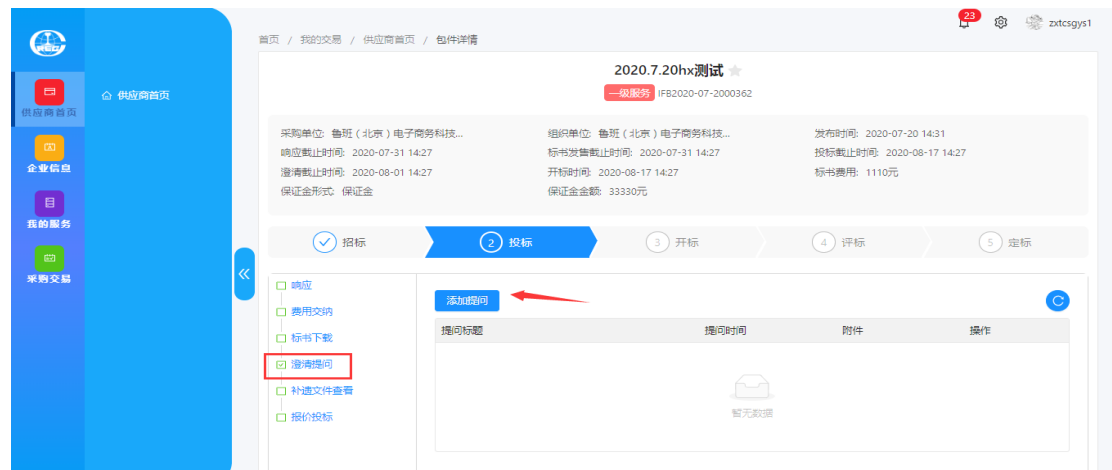 23
zxtcsgys1
首页 / 我的交易 / 供应商首页 / 包件详情
供应商首页
企业信息
我的服务
采购交易
供应商首页
2020.7.20hx测试
一级服务 IFB2020-07-2000362
采购单位: 鲁班（北京）电子商务科技... 组织单位: 鲁班（北京）电子商务科技... 发布时间: 2020-07-20 14:31
响应截止时间: 2020-07-31 14:27 标书发售截止时间: 2020-07-31 14:27 投标截止时间: 2020-08-17 14:27
澄清截止时间: 2020-08-01 14:27 开标时间: 2020-08-17 14:27 标书费用: 1110元
保证金形式: 保证金 保证金金额: 33330元
招标 2 投标 3 开标 4 评标 5 定标
响应
费用交纳
标书下载
澄清提问
补遗文件查看
报价投标
添加提问
提问标题 提问时间 附件 操作
暂无数据